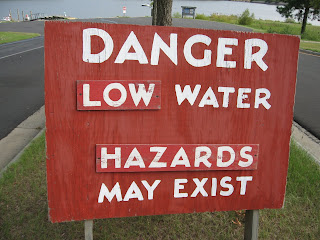 DANGER
LOW WATER
HAZARDS
MAY EXIST